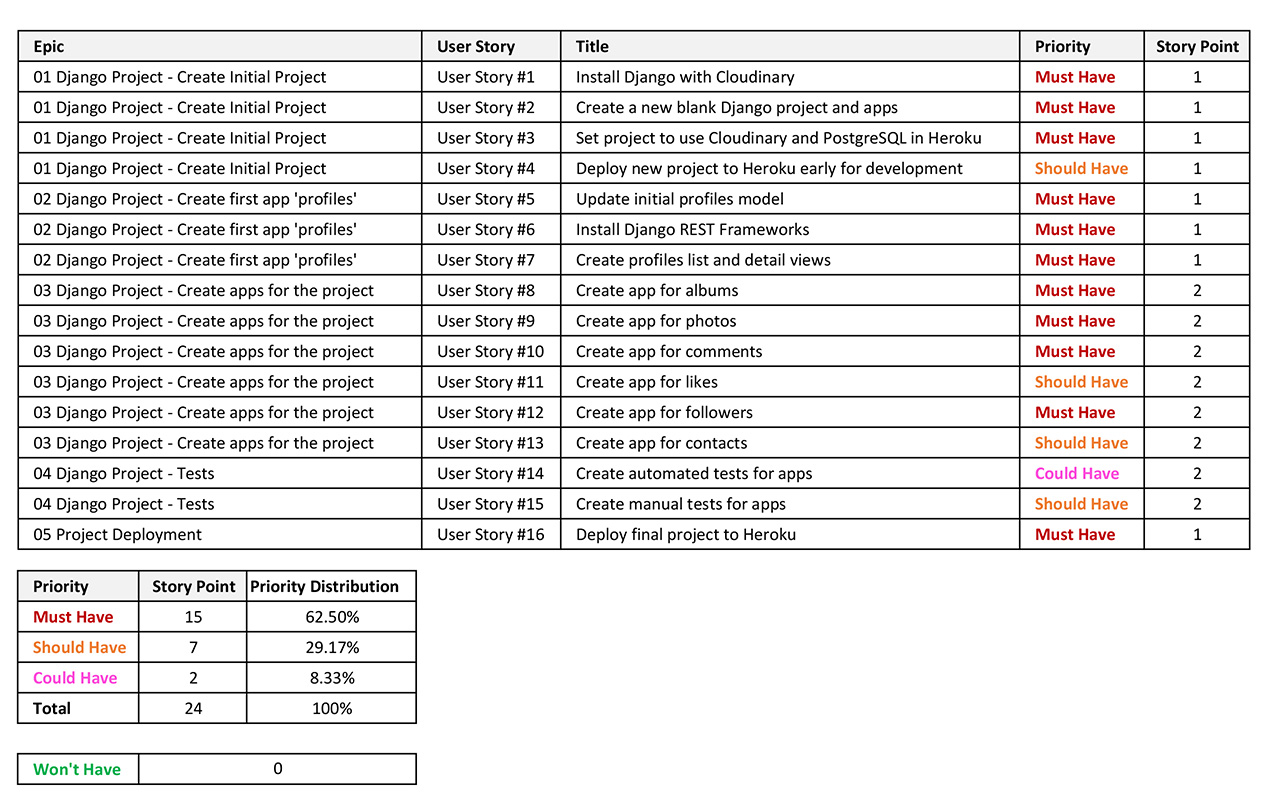 Epic User Story Title Priority Story Point
01 Django Project - Create Initial Project User Story #1 Install Django with Cloudinary Must Have 1
01 Django Project - Create Initial Project User Story #2 Create a new blank Django project and apps Must Have 1
01 Django Project - Create Initial Project User Story #3 Set project to use Cloudinary and PostgreSQL in Heroku Must Have 1
01 Django Project - Create Initial Project User Story #4 Deploy new project to Heroku early for development Should Have 1
02 Django Project - Create first app 'profiles' User Story #5 Update initial profiles model Must Have 1
02 Django Project - Create first app 'profiles' User Story #6 Install Django REST Frameworks Must Have 1
02 Django Project - Create first app 'profiles' User Story #7 Create profiles list and detail views Must Have 1
03 Django Project - Create apps for the project User Story #8 Create app for albums Must Have 2
03 Django Project - Create apps for the project User Story #9 Create app for photos Must Have 2
03 Django Project - Create apps for the project User Story #10 Create app for comments Must Have 2
03 Django Project - Create apps for the project User Story #11 Create app for likes Should Have 2
03 Django Project - Create apps for the project User Story #12 Create app for followers Must Have 2
03 Django Project - Create apps for the project User Story #13 Create app for contacts Should Have 2
04 Django Project - Tests User Story #14 Create automated tests for apps Could Have 2
04 Django Project - Tests User Story #15 Create manual tests for apps Should Have 2
05 Project Deployment User Story #16 Deploy final project to Heroku Must Have 1
Priority Story Point Priority Distribution
Must Have 15 62.50%
Should Have 7 29.17%
Could Have 2 8.33%
Total 24 100%
Won't Have 0